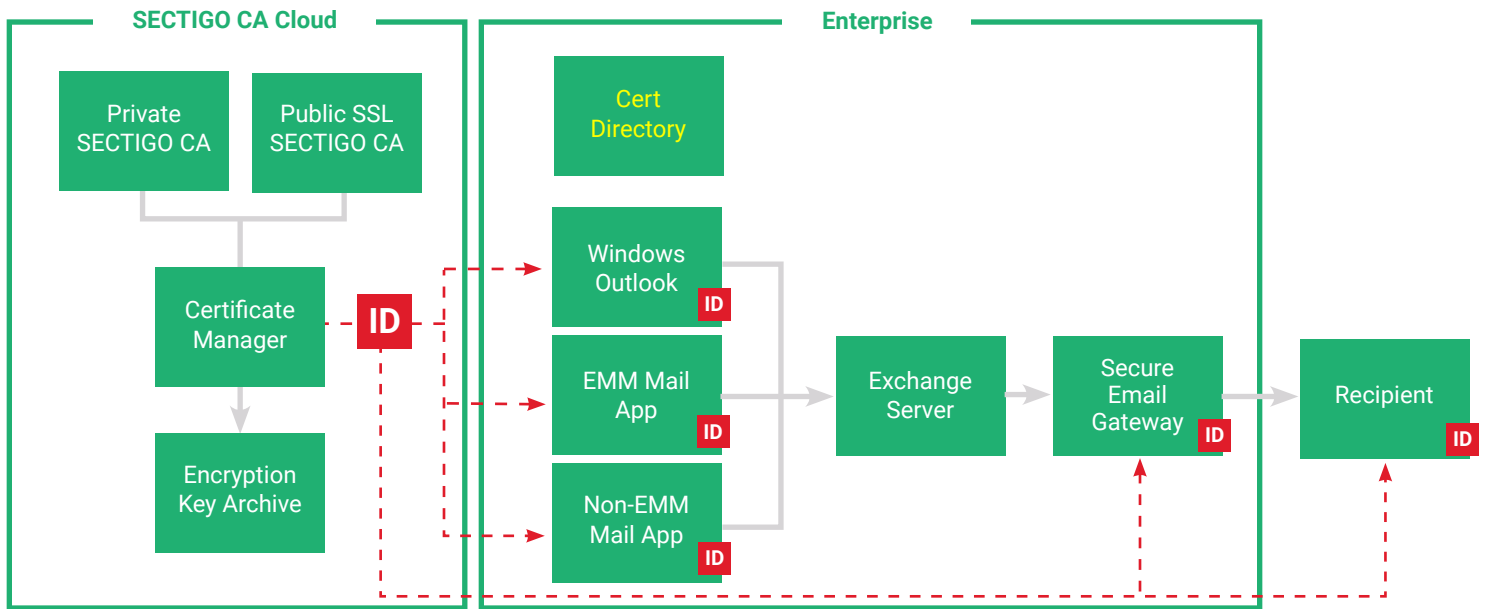 SECTIGO CA Cloud
Enterprise
Private
SECTIGO CA
Public SSL
SECTIGO CA
Cert
Directory
Certificate
Manager
ID
Encryption
Key Archive
Windows
Outlook
ID
EMM Mail
App
ID
Non-EMM
Mail App
ID
Exchange
Server
Secure
Email
Gateway
ID
Recipient
ID